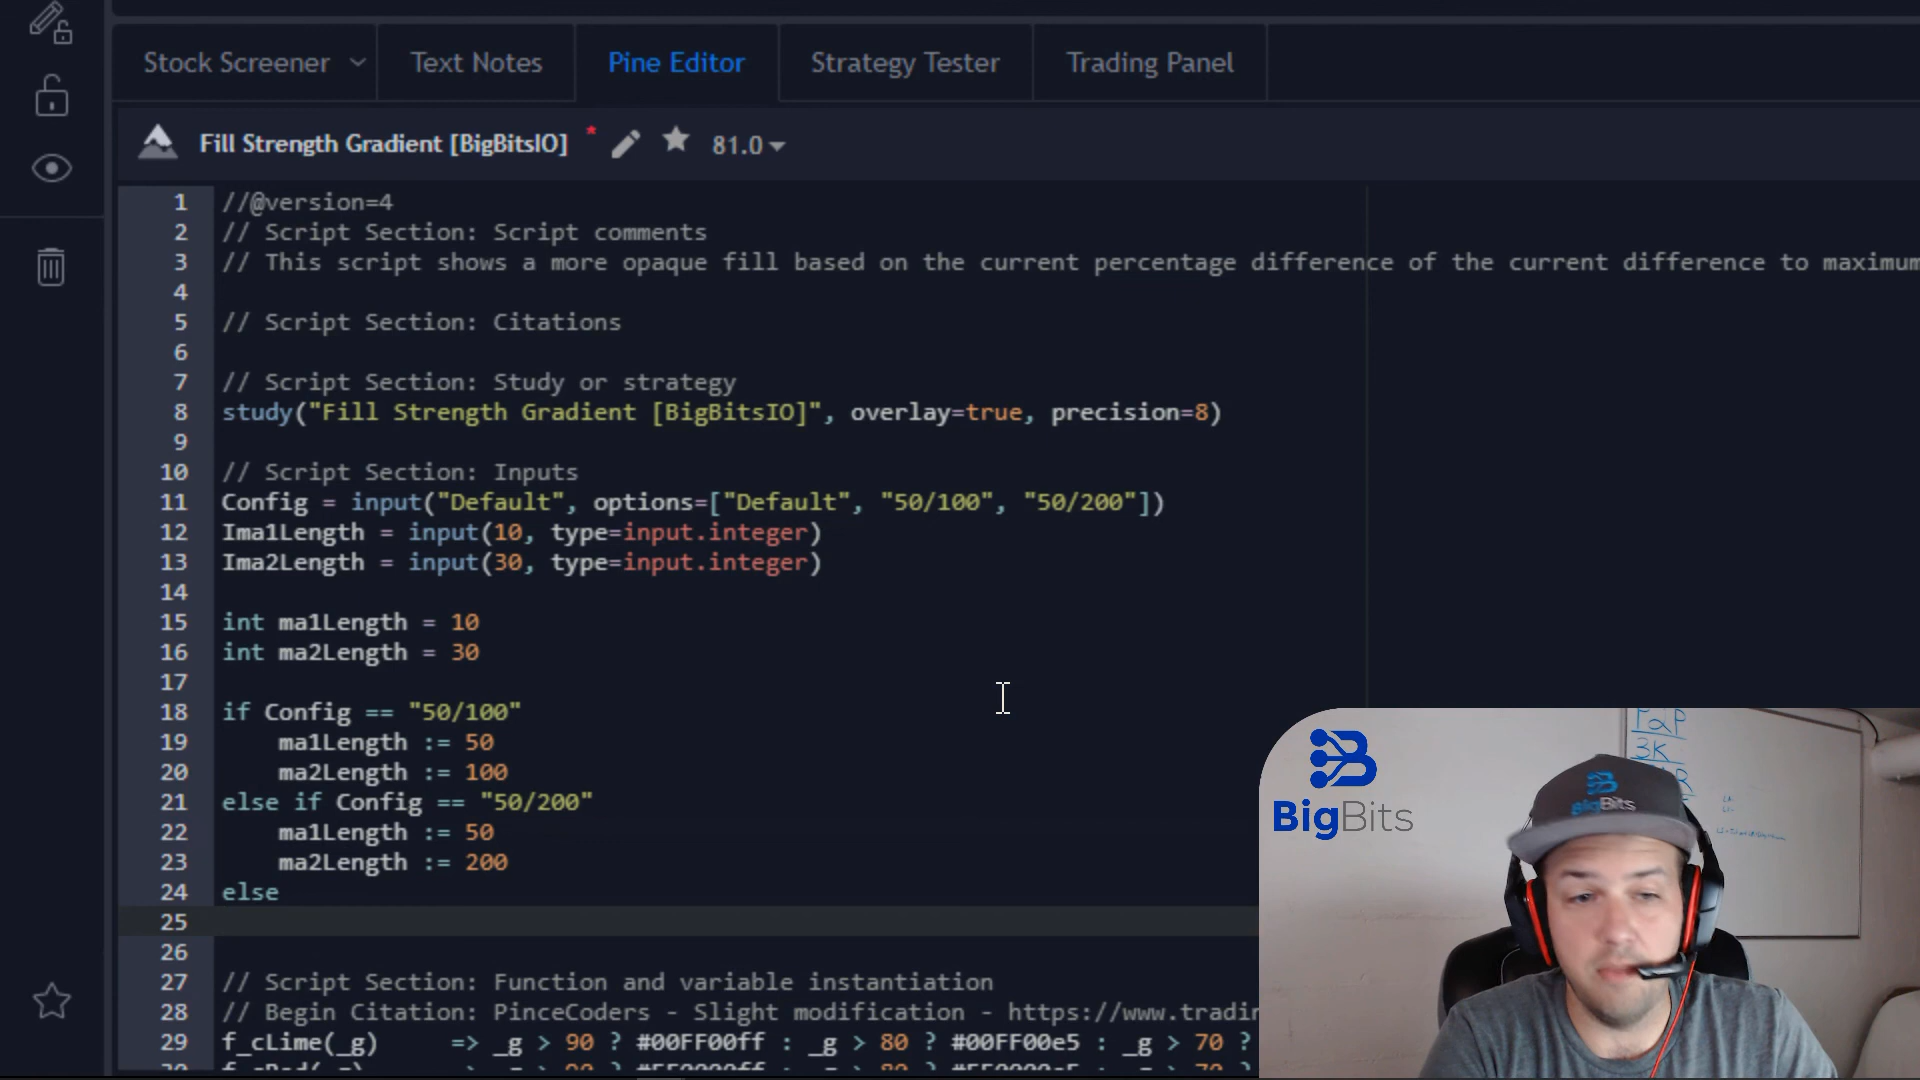 Stock Screener
Text Notes
Pine Editor
Strategy Tester
Trading Panel
Fill Strength Gradient [BigBitsIO] *
81.0
1 //@version=4
2 // Script Section: Script comments
3 // This script shows a more opaque fill based on the current percentage difference of the current difference to maximum
4
5 // Script Section: Citations
6
7 // Script Section: Study or strategy
8 study("Fill Strength Gradient [BigBitsIO]", overlay=true, precision=8)
9
10 // Script Section: Inputs
11 Config = input("Default", options=["Default", "50/100", "50/200"])
12 Ima1Length = input(10, type=input.integer)
13 Ima2Length = input(30, type=input.integer)
14
15 int ma1Length = 10
16 int ma2Length = 30
17
18 if Config == "50/100"
19 ma1Length := 50
20 ma2Length := 100
21 else if Config == "50/200"
22 ma1Length := 50
23 ma2Length := 200
24 else
25
26
27 // Script Section: Function and variable instantiation
28 // Begin Citation: PinceCoders - Slight modification - https://www.tradin
29 f_cLime(_g) => _g > 90 ? #00FF00ff : _g > 80 ? #00FF00e5 : _g > 70 ?
BigBits
P2P
3K
BigBits